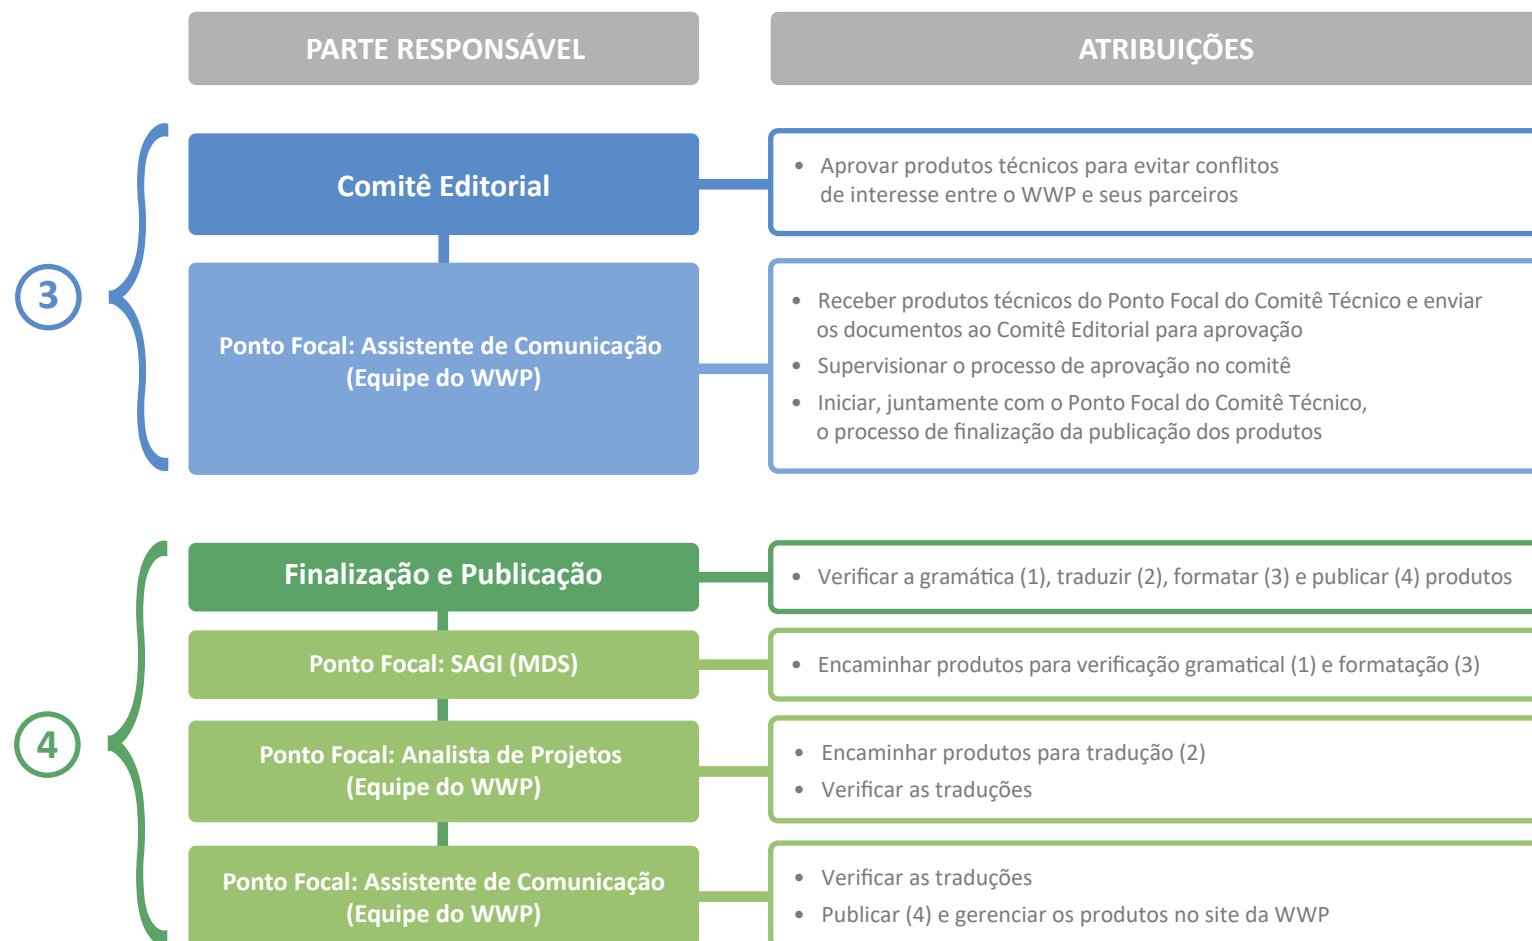 PARTE RESPONSÁVEL
ATRIBUIÇÕES
3
Comitê Editorial
• Aprovar produtos técnicos para evitar conflitos
de interesse entre o WWP e seus parceiros
Ponto Focal: Assistente de Comunicação
(Equipe do WWP)
• Receber produtos técnicos do Ponto Focal do Comitê Técnico e enviar
os documentos ao Comitê Editorial para aprovação
• Supervisionar o processo de aprovação no comitê
• Iniciar, juntamente com o Ponto Focal do Comitê Técnico,
o processo de finalização da publicação dos produtos
4
Finalização e Publicação
• Verificar a gramática (1), traduzir (2), formatar (3) e publicar (4) produtos
Ponto Focal: SAGI (MDS)
• Encaminhar produtos para verificação gramatical (1) e formatação (3)
Ponto Focal: Analista de Projetos
(Equipe do WWP)
• Encaminhar produtos para tradução (2)
• Verificar as traduções
Ponto Focal: Assistente de Comunicação
(Equipe do WWP)
• Verificar as traduções
• Publicar (4) e gerenciar os produtos no site da WWP